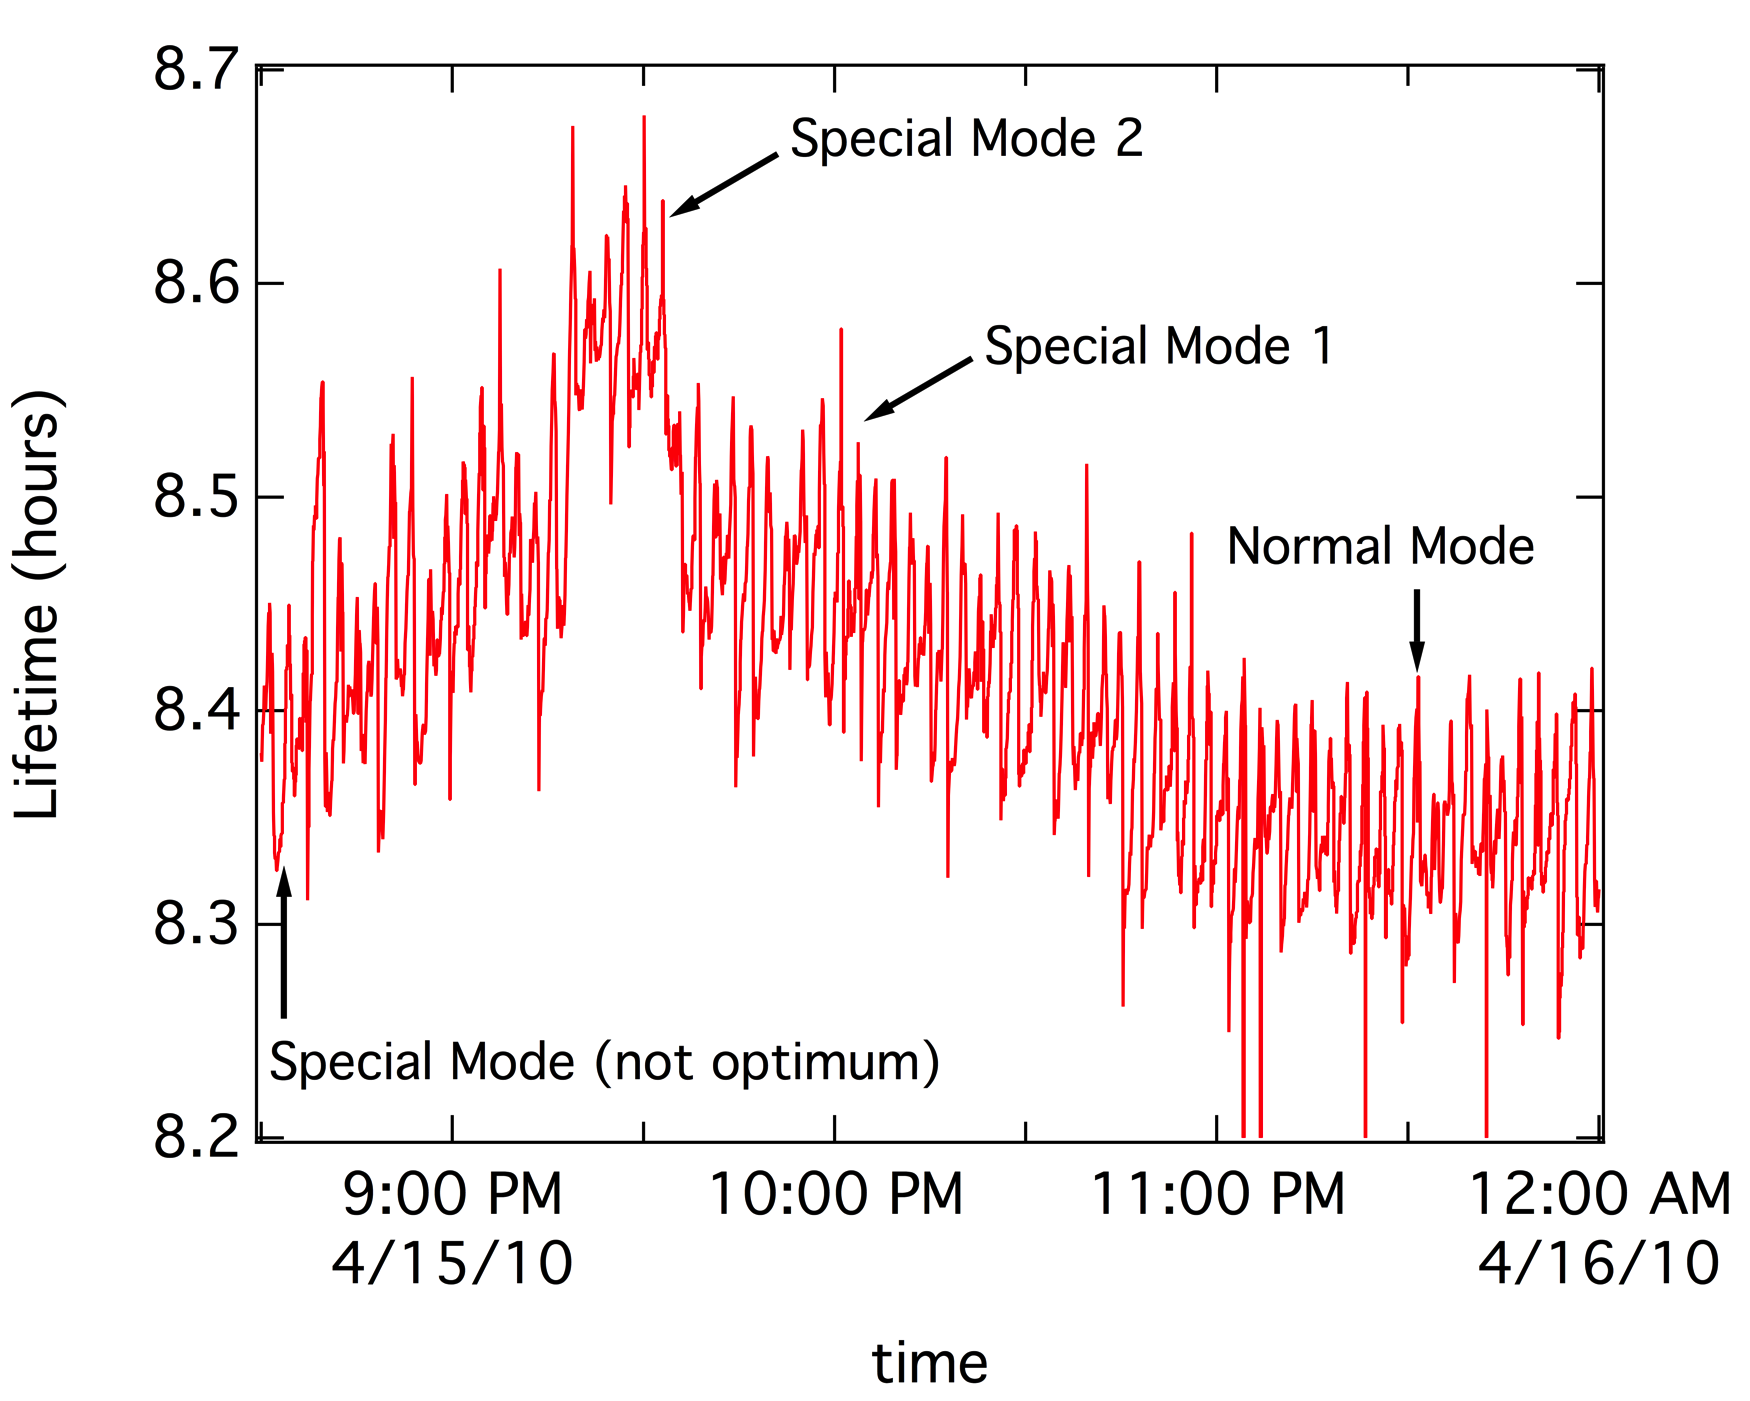 8.7
Special Mode 2
8.6
Special Mode 1
8.5
Normal Mode
8.4
8.3
Special Mode (not optimum)
8.2
Lifetime (hours)
9:00 PM 10:00 PM 11:00 PM 12:00 AM
4/15/10 4/16/10
time